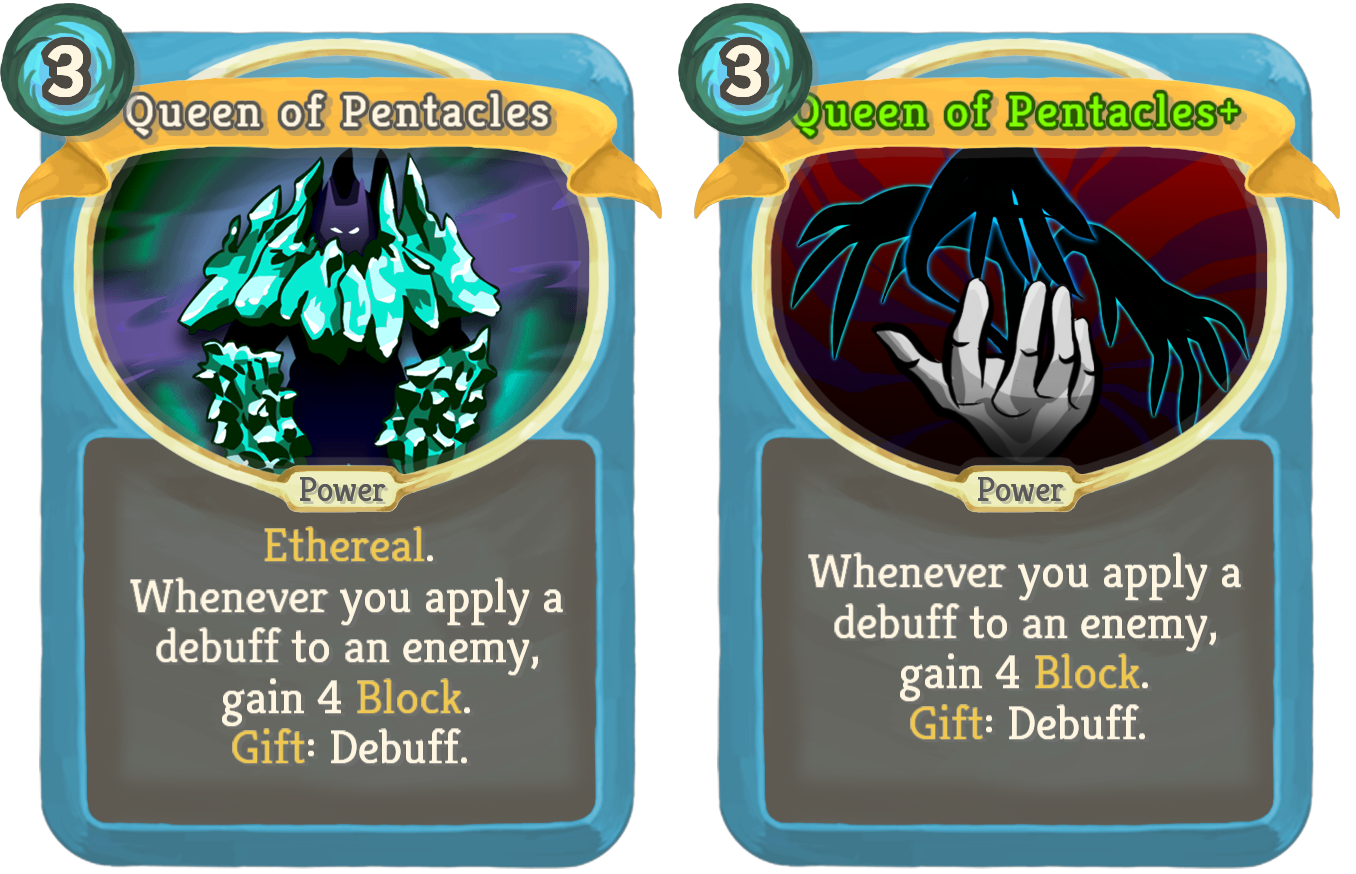 3
Queen of Pentacles
Power
Ethereal.
Whenever you apply a
debuff to an enemy,
gain 4 Block.
Gift: Debuff.
3
Queen of Pentacles+
Power
Whenever you apply a
debuff to an enemy,
gain 4 Block.
Gift: Debuff.